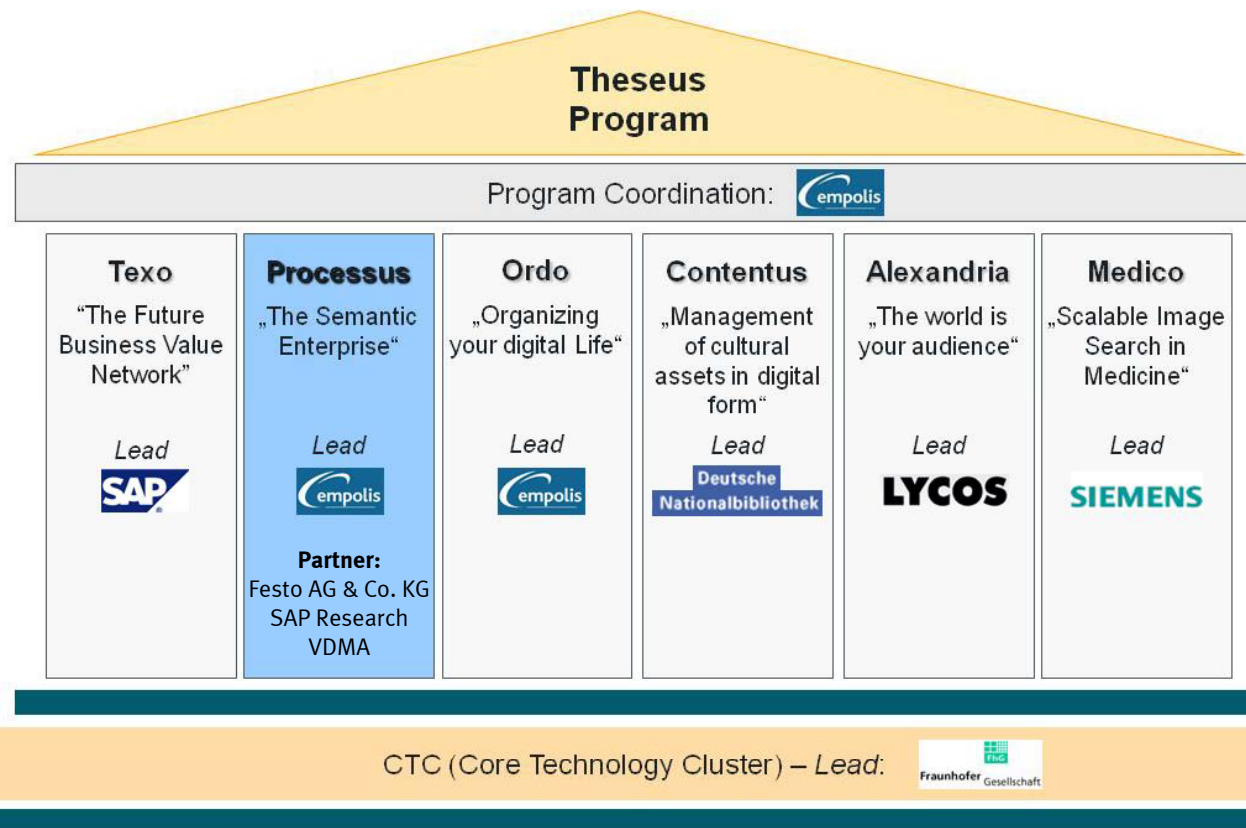 Theseus
Program
Program Coordination: empolis
Texo
“The Future
Business Value
Network”
Lead
SAP®
Processus
„The Semantic
Enterprise“
Lead
empolis
Partner:
Festo AG & Co. KG
SAP Research
VDMA
Ordo
„Organizing
your digital Life“
Lead
empolis
Contentus
„Management
of cultural
assets in digital
form“
Lead
Deutsche
Nationalbibliothek
Alexandria
„The world is
your audience“
Lead
LYCOS
Medico
„Scalable Image
Search in
Medicine“
Lead
SIEMENS
CTC (Core Technology Cluster) – Lead:
FhG
Fraunhofer Gesellschaft